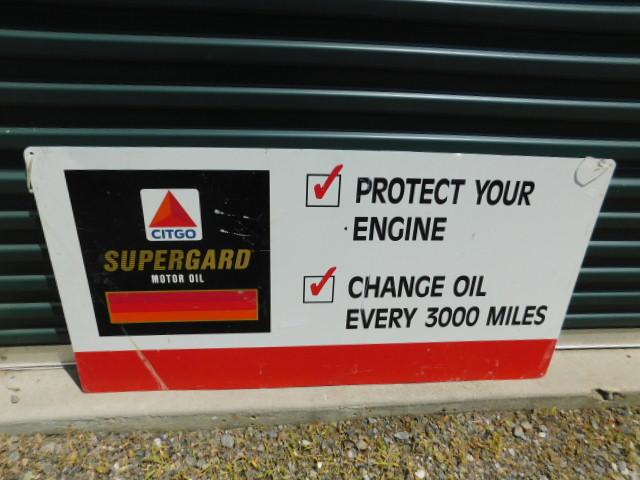 CITGO
SUPERGARD
MOTOR OIL
PROTECT YOUR
ENGINE
CHANGE OIL
EVERY 3000 MILES